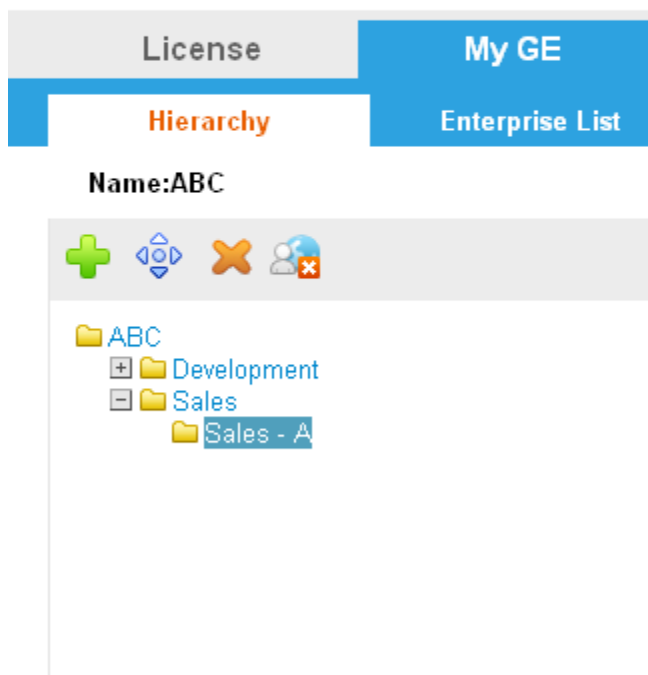 License My GE
Hierarchy Enterprise List
Name:ABC
ABC
Development
Sales
Sales - A